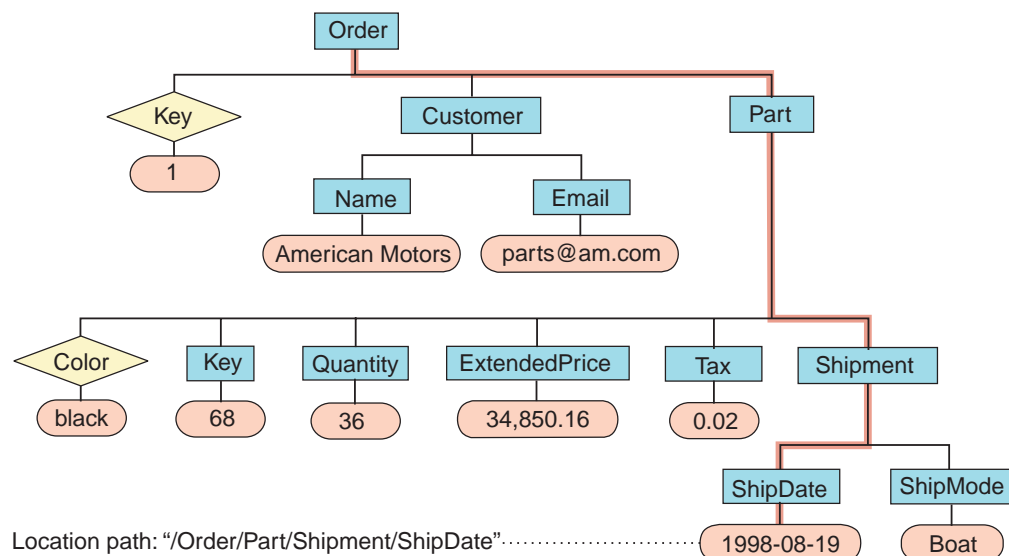 Order
Key
Customer
Part
1
Name
Email
American Motors
parts@am.com
Color
Key
Quantity
ExtendedPrice
Tax
Shipment
black
68
36
34,850.16
0.02
ShipDate
ShipMode
Location path: “/Order/Part/Shipment/ShipDate”
1998-08-19
Boat